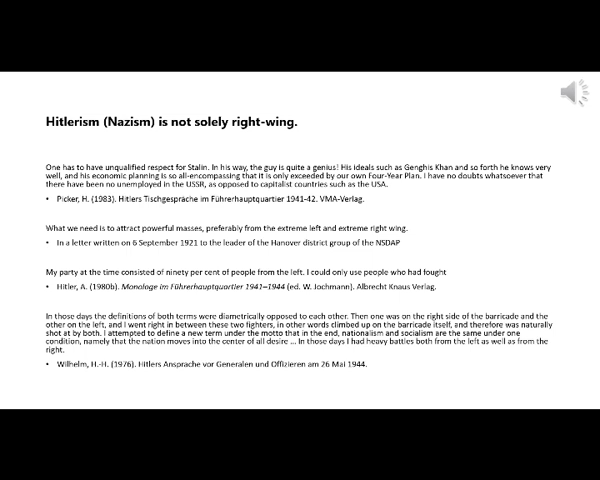 Hitlerism (Nazism) is not solely right-wing.
One has to have unqualified respect for Stalin. In his way, the guy is quite a genius! His ideals such as Genghis Khan and so forth he knows very
well, and his economic planning is so all-encompassing that it is only exceeded by our own Four-Year Plan. I have no doubts whatsoever that
there have been no unemployed in the USSR, as opposed to capitalist countries such as the USA.
• Picker, H. (1983). Hitlers Tischgespräche im Führerhauptquartier 1941-42. VMA-Verlag.
What we need is to attract powerful masses, preferably from the extreme left and extreme right wing.
• In a letter written on 6 September 1921 to the leader of the Hanover district group of the NSDAP
My party at the time consisted of ninety per cent of people from the left. I could only use people who had fought
• Hitler, A. (1980b). Monologe im Führerhauptquartier 1941–1944 (ed. W. Jochmann). Albrecht Knaus Verlag.
In those days the definitions of both terms were diametrically opposed to each other. Then one was on the right side of the barricade and the
other on the left, and I went right in between these two fighters, in other words climbed up on the barricade itself, and therefore was naturally
shot at by both. I attempted to define a new term under the motto that in the end, nationalism and socialism are the same under one
condition, namely that the nation moves into the center of all desire ... In those days I had heavy battles both from the left as well as from the
right.
• Wilhelm, H.-H. (1976). Hitlers Ansprache vor Generalen und Offizieren am 26 Mai 1944.